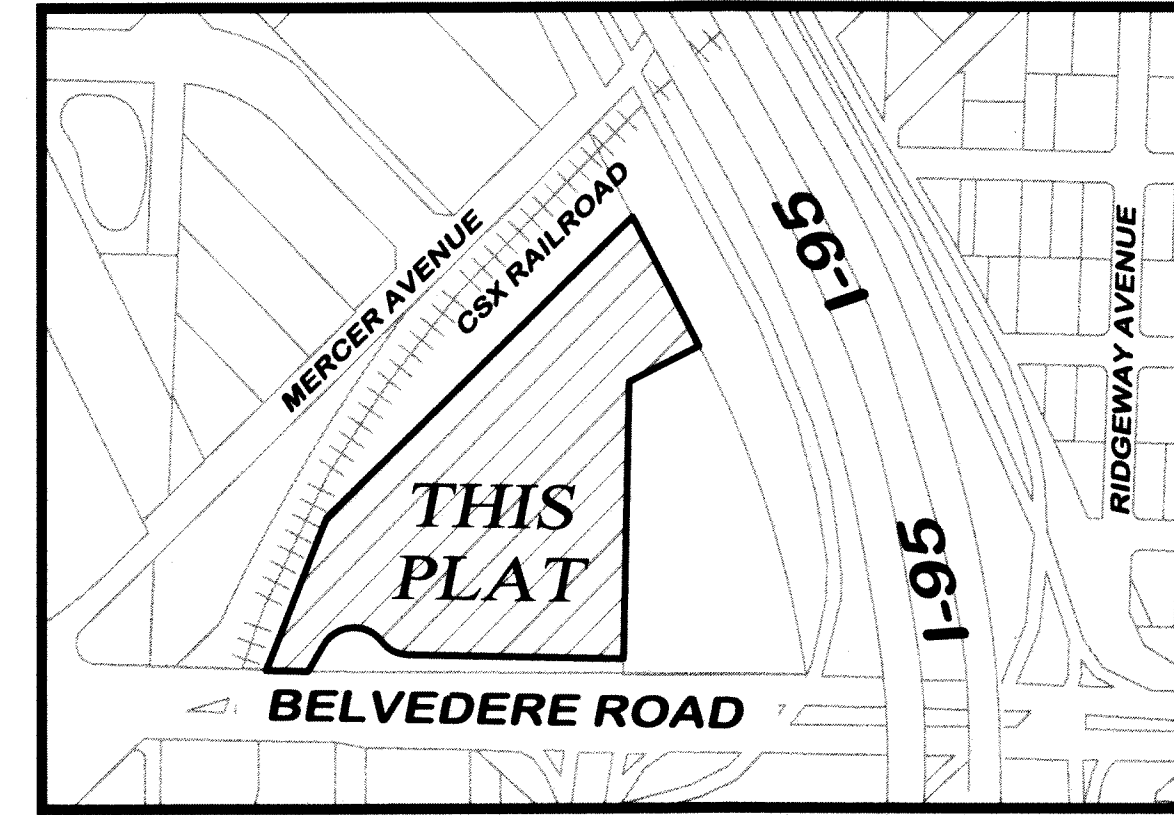 MERCER AVENUE
CSX RAILROAD
I-95
RIDGEWAY AVENUE
THIS
PLAT
I-95
BELVEDERE ROAD